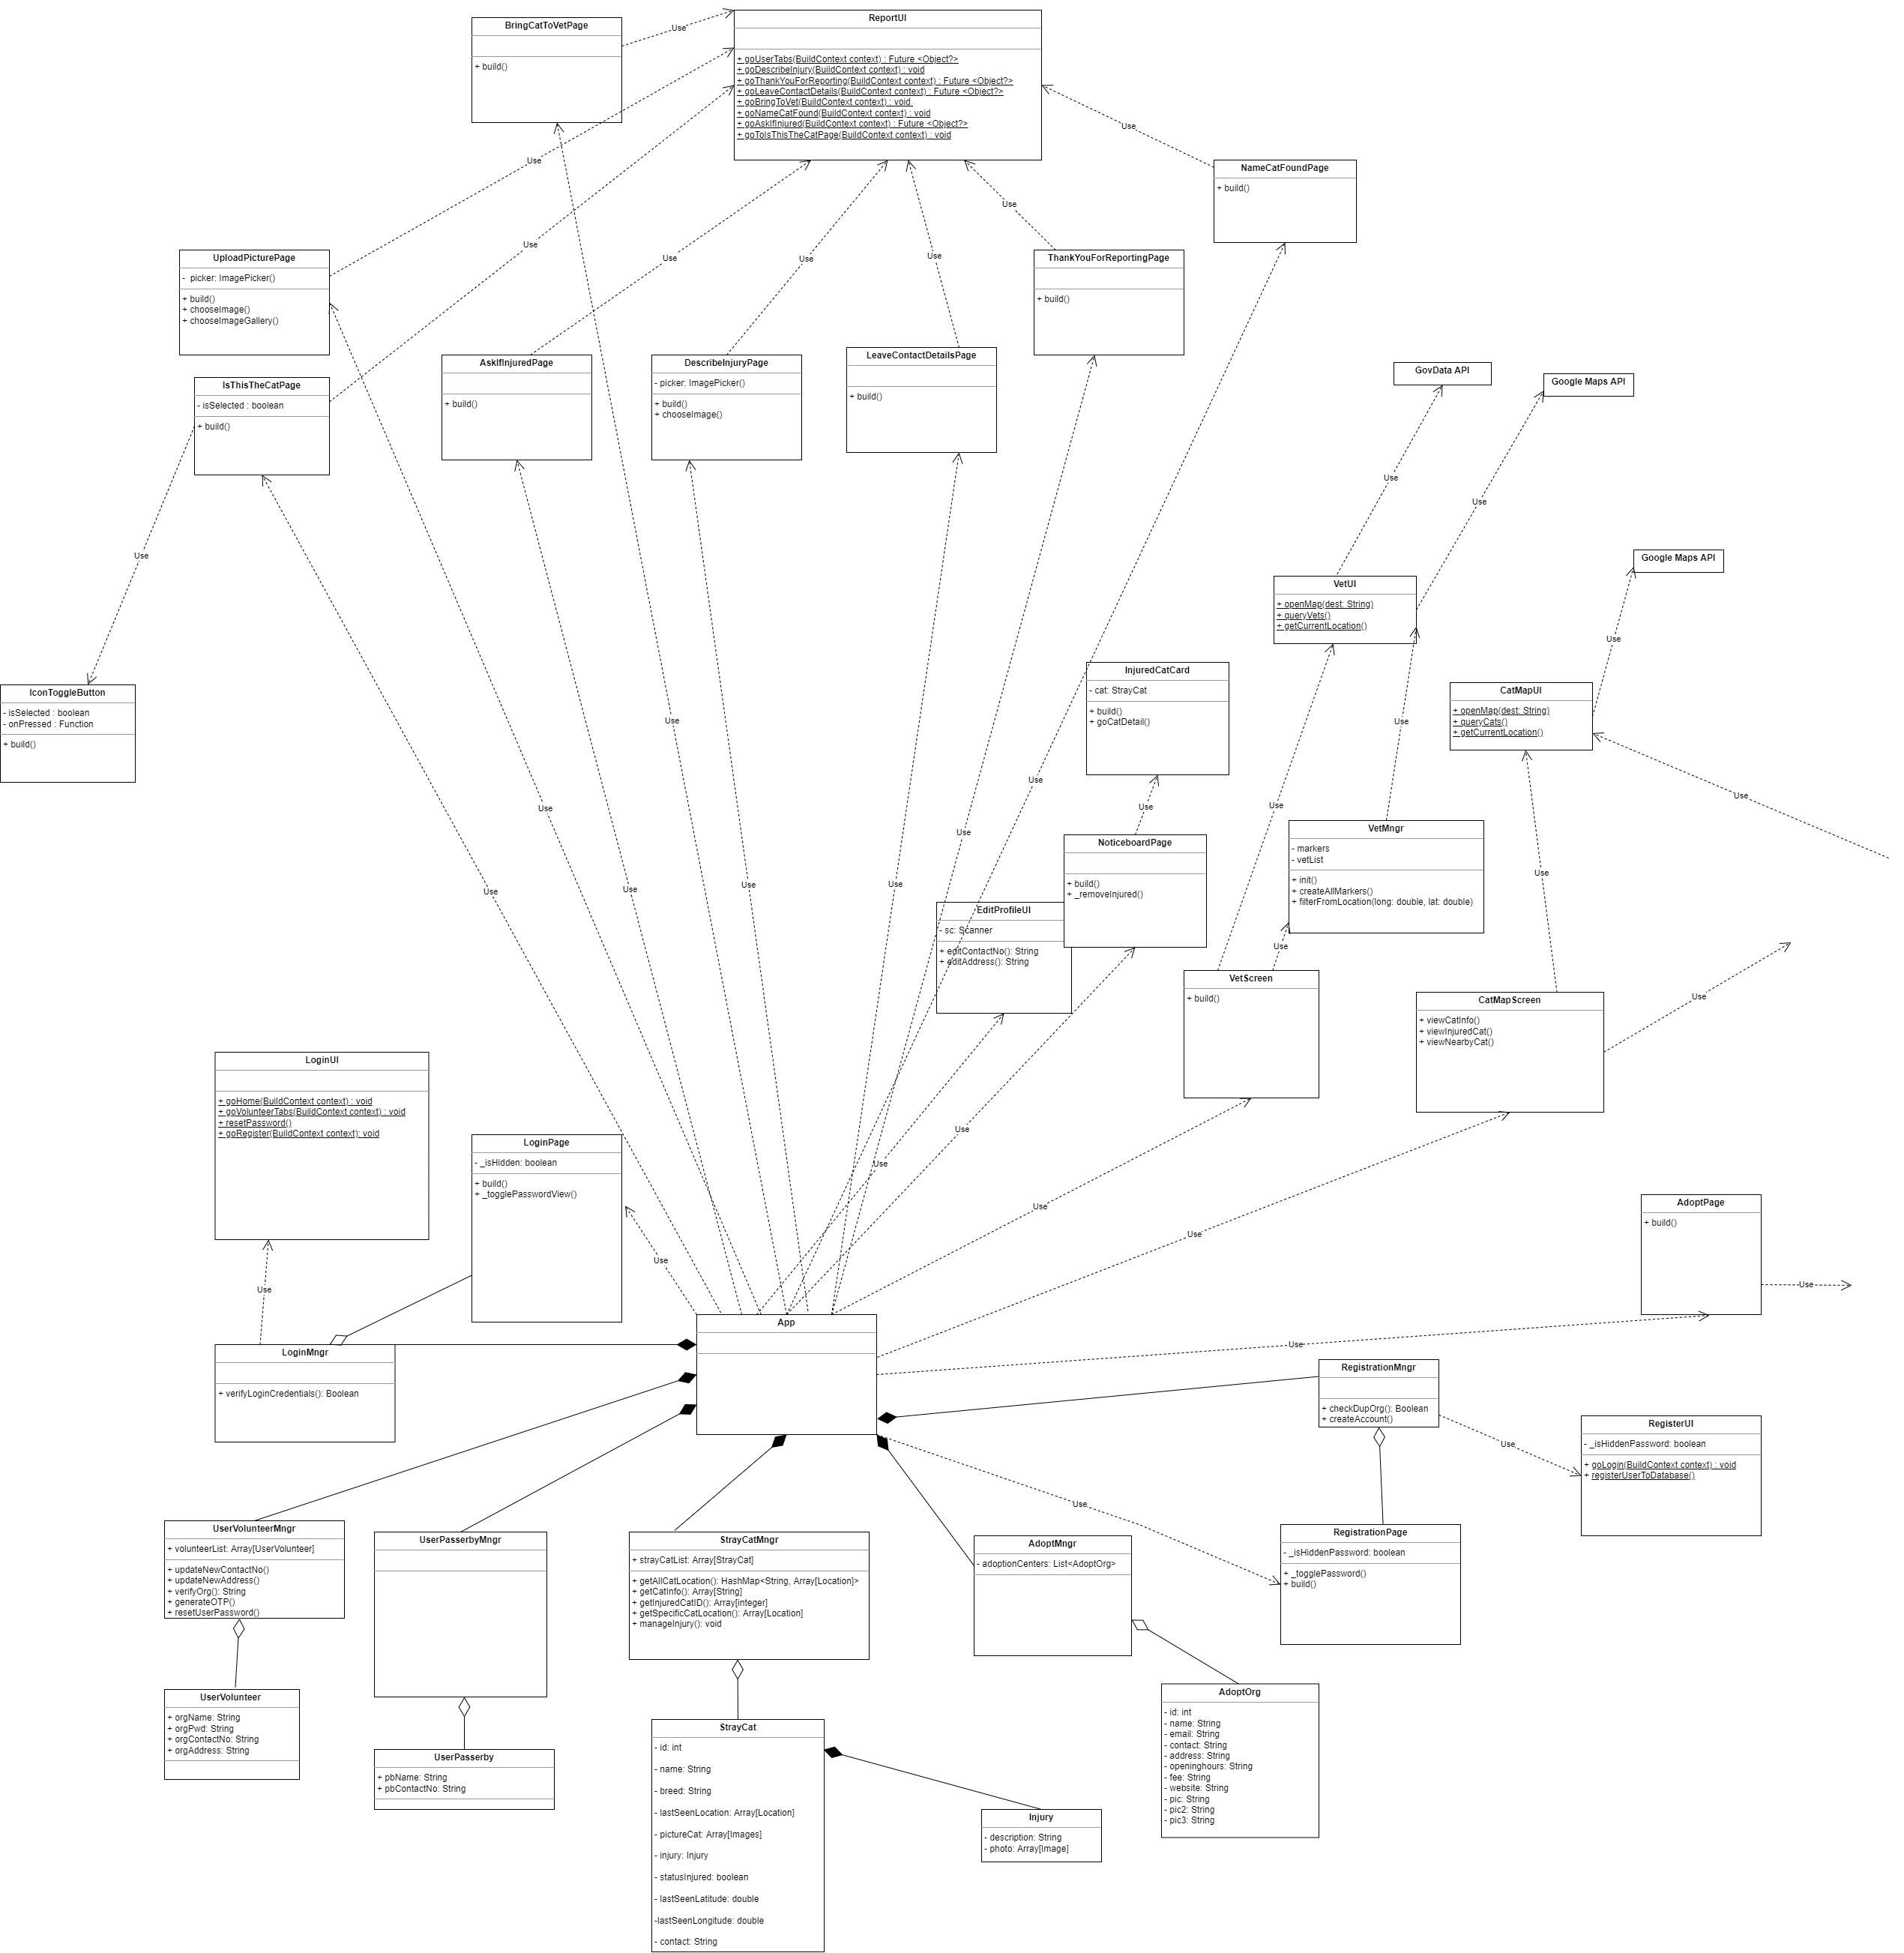 BringCatToVetPage
+ build()
Use
ReportUI
+ goUserTabs(BuildContext context) : Future <Object?>
+ goDescribeInjury(BuildContext context) : void
+ goThankYouForReporting(BuildContext context) : Future <Object?>
+ goLeaveContactDetails(BuildContext context) : Future <Object?>
+ goBringToVet(BuildContext context) : void
+ goNameCatFound(BuildContext context) : void
+ goAskIfInjured(BuildContext context) : Future <Object?>
+ goToIsThisTheCatPage(BuildContext context) : void
Use
Use
NameCatFoundPage
+ build()
Use
Use
UploadPicturePage
- picker: ImagePicker()
+ build()
+ chooseImage()
+ chooseImageGallery()
Use
Use
Use
ThankYouForReportingPage
+ build()
IsThisTheCatPage
- isSelected : boolean
+ build()
AskIfInjuredPage
+ build()
DescribeInjuryPage
- picker: ImagePicker()
+ build()
+ chooseImage()
LeaveContactDetailsPage
+ build()
GovData API
Google Maps API
Use
Use
Use
Google Maps API
VetUI
+ openMap(dest: String)
+ queryVets()
+ getCurrentLocation()
Use
IconToggleButton
- isSelected : boolean
- onPressed : Function
+ build()
InjuredCatCard
- cat: StrayCat
+ build()
+ goCatDetail()
CatMapUI
+ openMap(dest: String)
+ queryCats()
+ getCurrentLocation()
Use
Use
Use
Use
Use
Use
Use
Use
NoticeboardPage
+ build()
+ _removeInjured()
VetMngr
- markers
- vetList
+ init()
+ createAllMarkers()
+ filterFromLocation(long: double, lat: double)
Use
Use
Use
Use
Use
Use
EditProfileUI
- sc: Scanner
+ editContactNo(): String
+ editAddress(): String
Use
VetScreen
+ build()
CatMapScreen
+ viewCatInfo()
+ viewInjuredCat()
+ viewNearbyCat()
Use
LoginUI
+ goHome(BuildContext context) : void
+ goVolunteerTabs(BuildContext context) : void
+ resetPassword()
+ goRegister(BuildContext context): void
LoginPage
- _isHidden: boolean
+ build()
+ _togglePasswordView()
Use
Use
Use
Use
AdoptPage
+ build()
Use
Use
Use
Use
App
LoginMngr
+ verifyLoginCredentials(): Boolean
RegistrationMngr
+ checkDupOrg(): Boolean
+ createAccount()
Use
RegisterUI
- _isHiddenPassword: boolean
+ goLogin(BuildContext context) : void
+ registerUserToDatabase()
Use
UserVolunteerMngr
+ volunteerList: Array[UserVolunteer]
+ updateNewContactNo()
+ updateNewAddress()
+ verifyOrg(): String
+ generateOTP()
+ resetUserPassword()
UserPasserbyMngr
StrayCatMngr
+ strayCatList: Array[StrayCat]
+ getAllCatLocation(): HashMap<String, Array[Location]>
+ getCatInfo(): Array[String]
+ getInjuredCatID(): Array[integer]
+ getSpecificCatLocation(): Array[Location]
+ manageInjury(): void
AdoptMngr
- adoptionCenters: List<AdoptOrg>
RegistrationPage
- _isHiddenPassword: boolean
+ _togglePassword()
+ build()
UserVolunteer
+ orgName: String
+ orgPwd: String
+ orgContactNo: String
+ orgAddress: String
UserPasserby
+ pbName: String
+ pbContactNo: String
StrayCat
- id: int
- name: String
- breed: String
- lastSeenLocation: Array[Location]
- pictureCat: Array[Images]
- injury: Injury
- statusInjured: boolean
- lastSeenLatitude: double
-lastSeenLongitude: double
- contact: String
Injury
- description: String
- photo: Array[Image]
AdoptOrg
- id: int
- name: String
- email: String
- contact: String
- address: String
- openinghours: String
- fee: String
- website: String
- pic: String
- pic2: String
- pic3: String